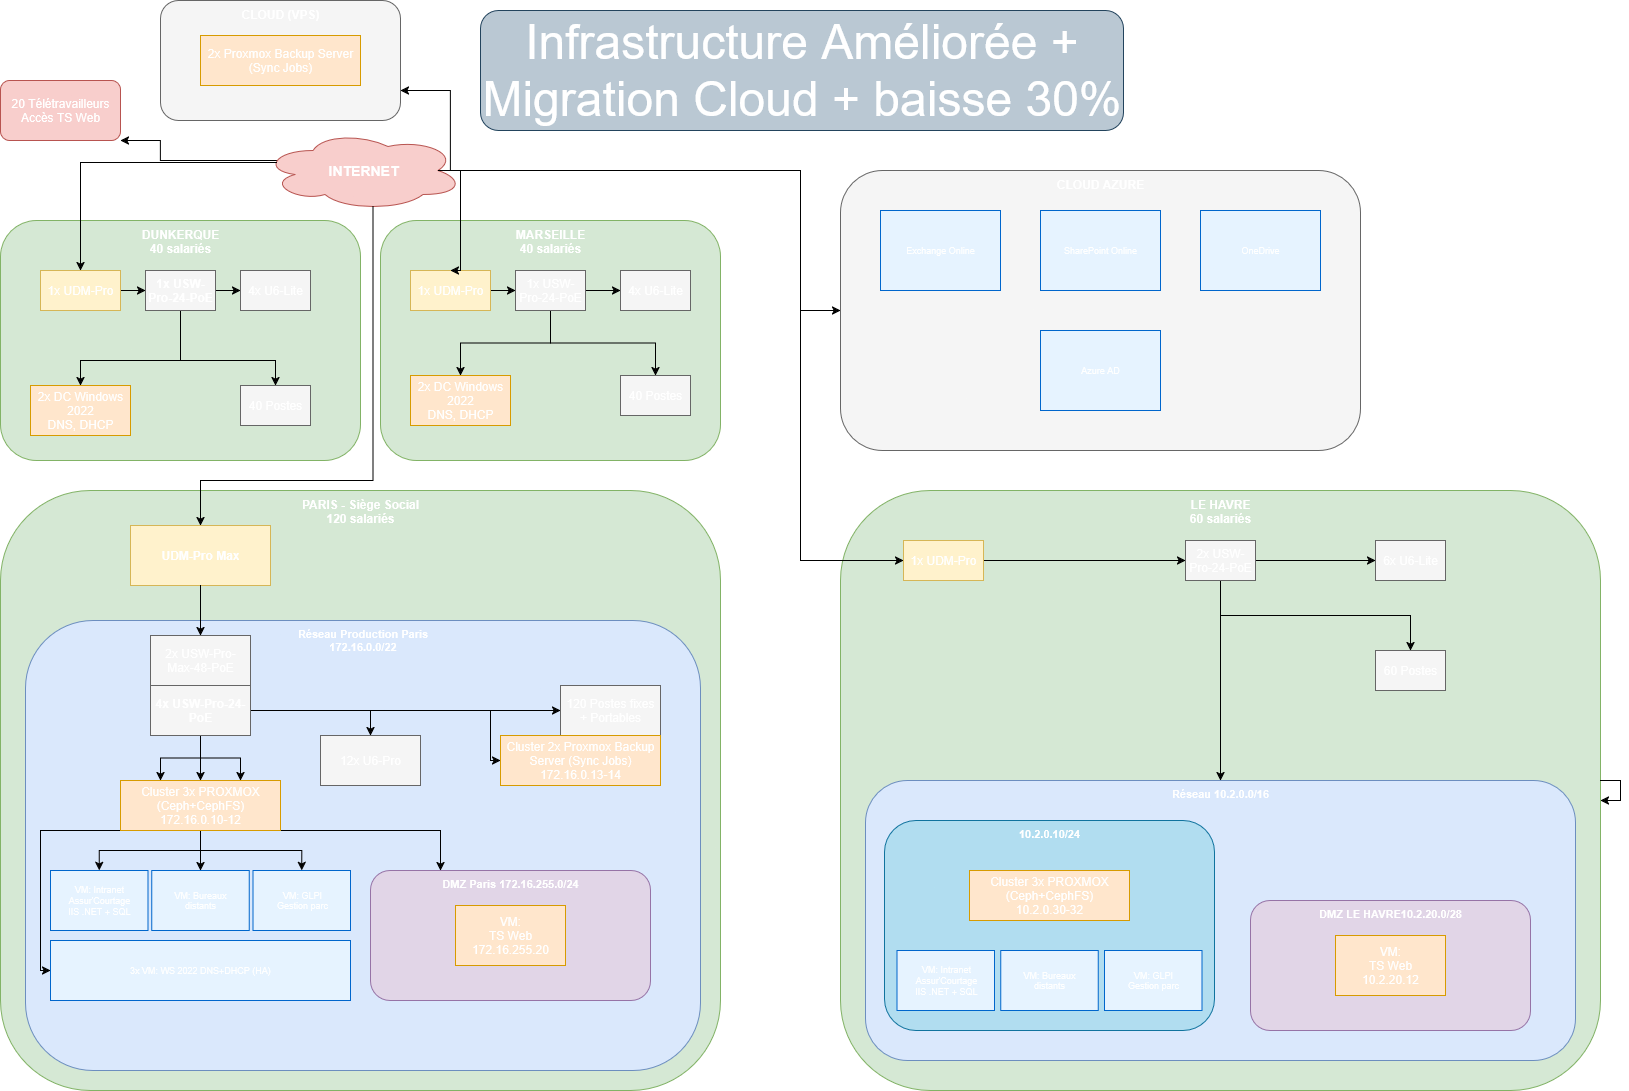 CLOUD (VPS)
2x Proxmox Backup Server
(Sync Jobs)
Infrastructure Améliorée +
Migration Cloud + baisse 30%
20 Télétravailleurs
Accès TS Web
INTERNET
CLOUD AZURE
Exchange Online
SharePoint Online
OneDrive
Azure AD
DUNKERQUE
40 salariés
1x UDM-Pro
1x USW-
Pro-24-PoE
4x U6-Lite
2x DC Windows
2022
DNS, DHCP
40 Postes
MARSEILLE
40 salariés
1x UDM-Pro
1x USW-
Pro-24-PoE
4x U6-Lite
2x DC Windows
2022
DNS, DHCP
40 Postes
PARIS - Siège Social
120 salariés
UDM-Pro Max
Réseau Production Paris
172.16.0.0/22
2x USW-Pro-
Max-48-PoE
4x USW-Pro-24-
PoE
120 Postes fixes
+ Portables
12x U6-Pro
Cluster 2x Proxmox Backup
Server (Sync Jobs)
172.16.0.13-14
Cluster 3x PROXMOX
(Ceph+CephFS)
172.16.0.10-12
VM: Intranet
AssurCourtage
IIS .NET + SQL
VM: Bureaux
distants
VM: GLPI
Gestion parc
3x VM: WS 2022 DNS+DHCP (HA)
DMZ Paris 172.16.255.0/24
VM:
TS Web
172.16.255.20
LE HAVRE
60 salariés
1x UDM-Pro
2x USW-
Pro-24-PoE
6x U6-Lite
60 Postes
Réseau 10.2.0.0/16
10.2.0.10/24
Cluster 3x PROXMOX
(Ceph+CephFS)
10.2.0.30-32
VM: Intranet
AssurCourtage
IIS .NET + SQL
VM: Bureaux
distants
VM: GLPI
Gestion parc
DMZ LE HAVRE10.2.20.0/28
VM:
TS Web
10.2.20.12